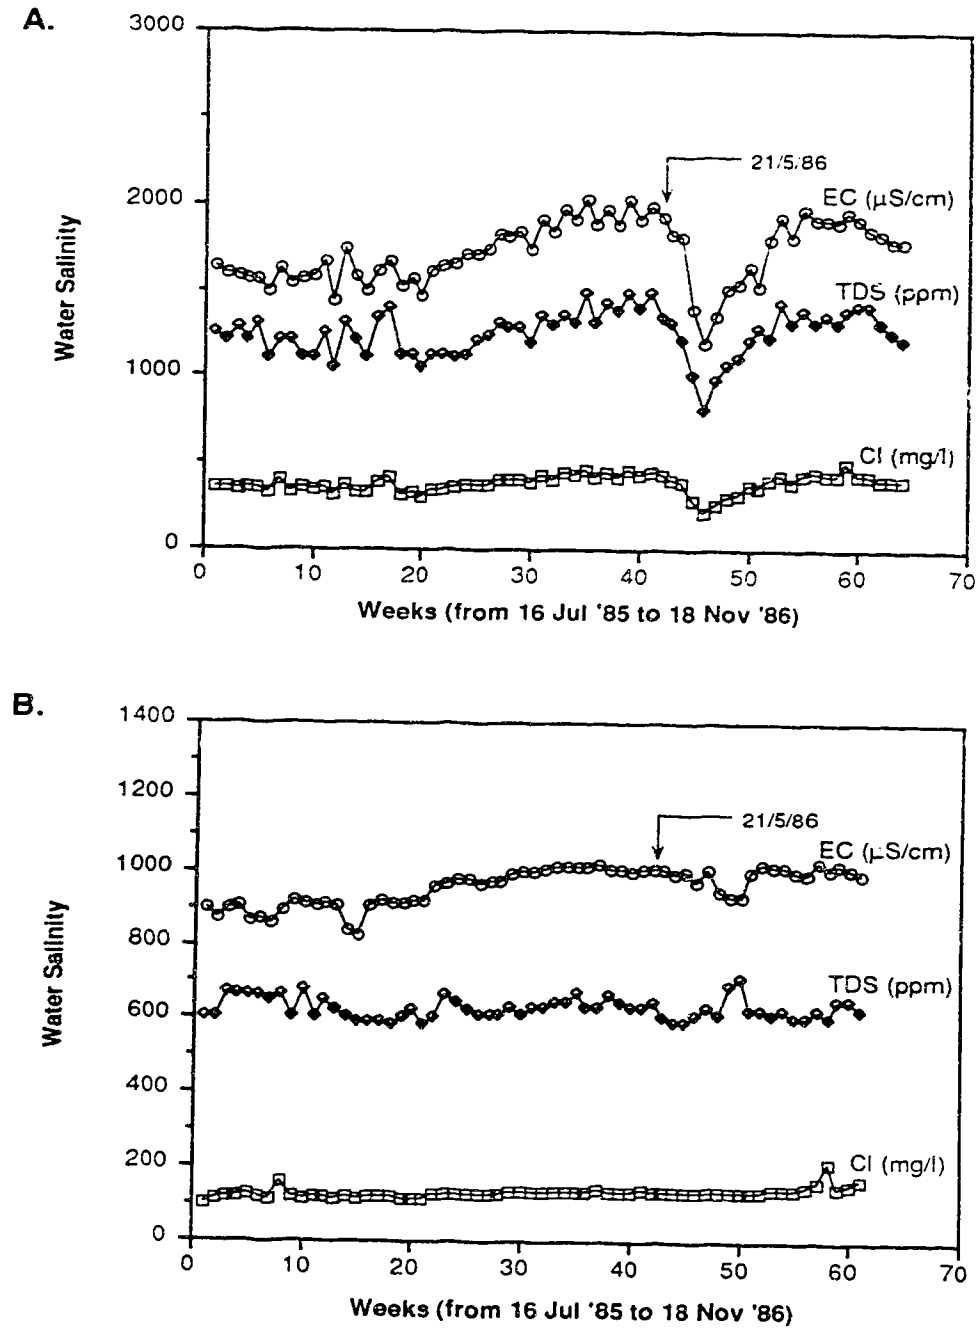 A.
3000
2000
1000
0
Water Salinity
21/5/86
EC (µS/cm)
TDS (ppm)
Cl (mg/l)
0 10 20 30 40 50 60 70
Weeks (from 16 Jul '85 to 18 Nov '86)
B.
1400
1200
1000
800
600
400
200
0
Water Salinity
21/5/86
EC (µS/cm)
TDS (ppm)
Cl (mg/l)
0 10 20 30 40 50 60 70
Weeks (from 16 Jul '85 to 18 Nov '86)